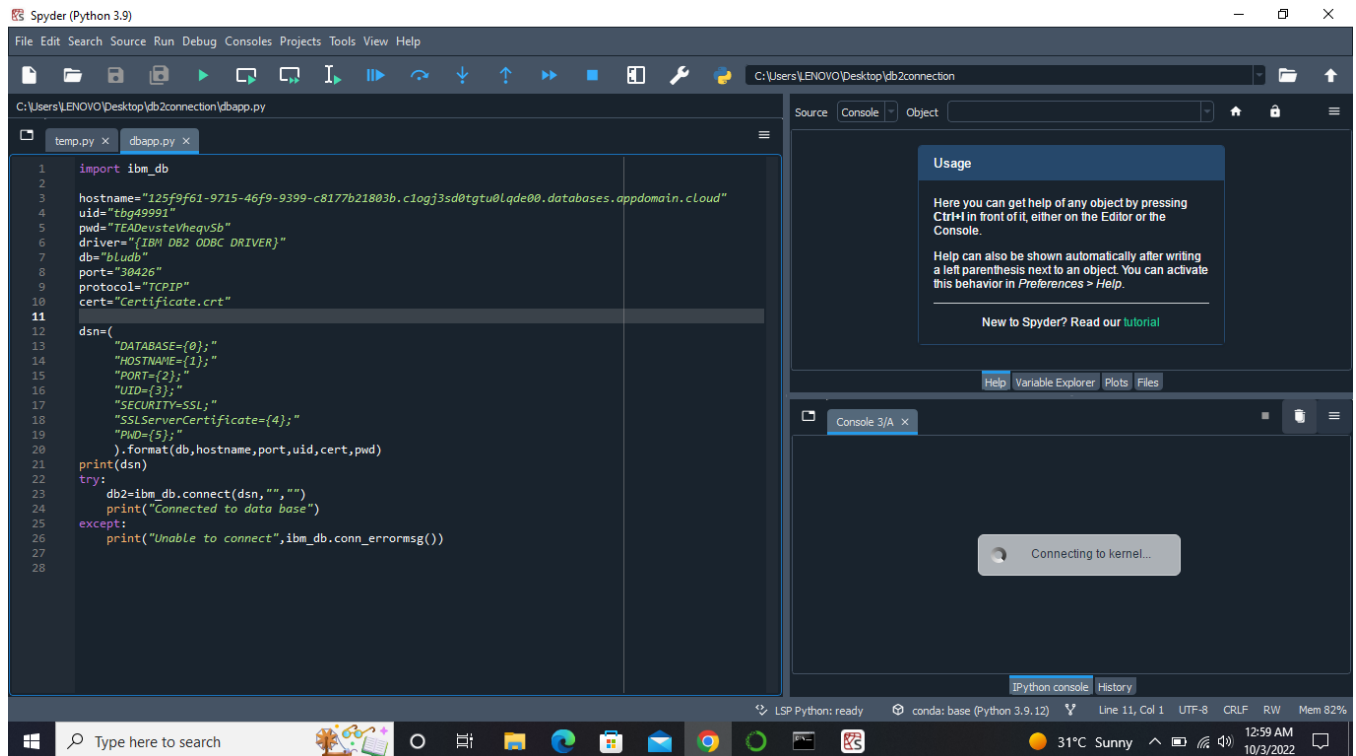 Spyder (Python 3.9)
File Edit Search Source Run Debug Consoles Projects Tools View Help
C:\Users\LENOVO\Desktop\db2connection
C:\Users\LENOVO\Desktop\db2connection\dbapp.py
temp.py
dbapp.py
1 import ibm_db
2
3 hostname="125f9f61-9715-46f9-9399-c8177b21803b.c1ogj3sd0tgtu0lqde00.databases.appdomain.cloud"
4 uid="tbg49991"
5 pwd="TEADevsteVheqvSb"
6 driver="{IBM DB2 ODBC DRIVER}"
7 db="bludb"
8 port="30426"
9 protocol="TCPIP"
10 cert="Certificate.crt"
11
12 dsn=(
13 "DATABASE={0};"
14 "HOSTNAME={1};"
15 "PORT={2};"
16 "UID={3};"
17 "SECURITY=SSL;"
18 "SSLServerCertificate={4};"
19 "PWD={5};"
20 ).format(db,hostname,port,uid,cert,pwd)
21 print(dsn)
22 try:
23 db2=ibm_db.connect(dsn,"","")
24 print("Connected to data base")
25 except:
26 print("Unable to connect",ibm_db.conn_errormsg())
27
28
Source Console Object
Usage
Here you can get help of any object by pressing
Ctrl+I in front of it, either on the Editor or the
Console.
Help can also be shown automatically after writing
a left parenthesis next to an object. You can activate
this behavior in Preferences > Help.
New to Spyder? Read our tutorial
Help Variable Explorer Plots Files
Console 3/A
Connecting to kernel...
IPython console History
LSP Python: ready conda: base (Python 3.9.12) Line 11, Col 1 UTF-8 CRLF RW Mem 82%
Type here to search
31°C Sunny
12:59 AM
10/3/2022